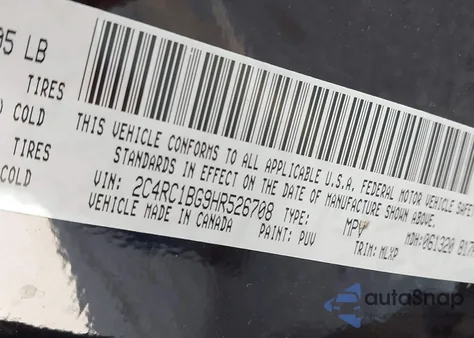 95 LB
TIRES
COLD
TIRES
COLD
THIS VEHICLE CONFORMS TO ALL APPLICABLE U.S.A. FEDERAL MOTOR VEHICLE SAFETY
STANDARDS IN EFFECT ON THE DATE OF MANUFACTURE SHOWN ABOVE.
VIN: 2C4RC1BG9HR526708 TYPE: MPV MDH: 061320
VEHICLE MADE IN CANADA PAINT: PUV TRIM: MLXP
autosnap